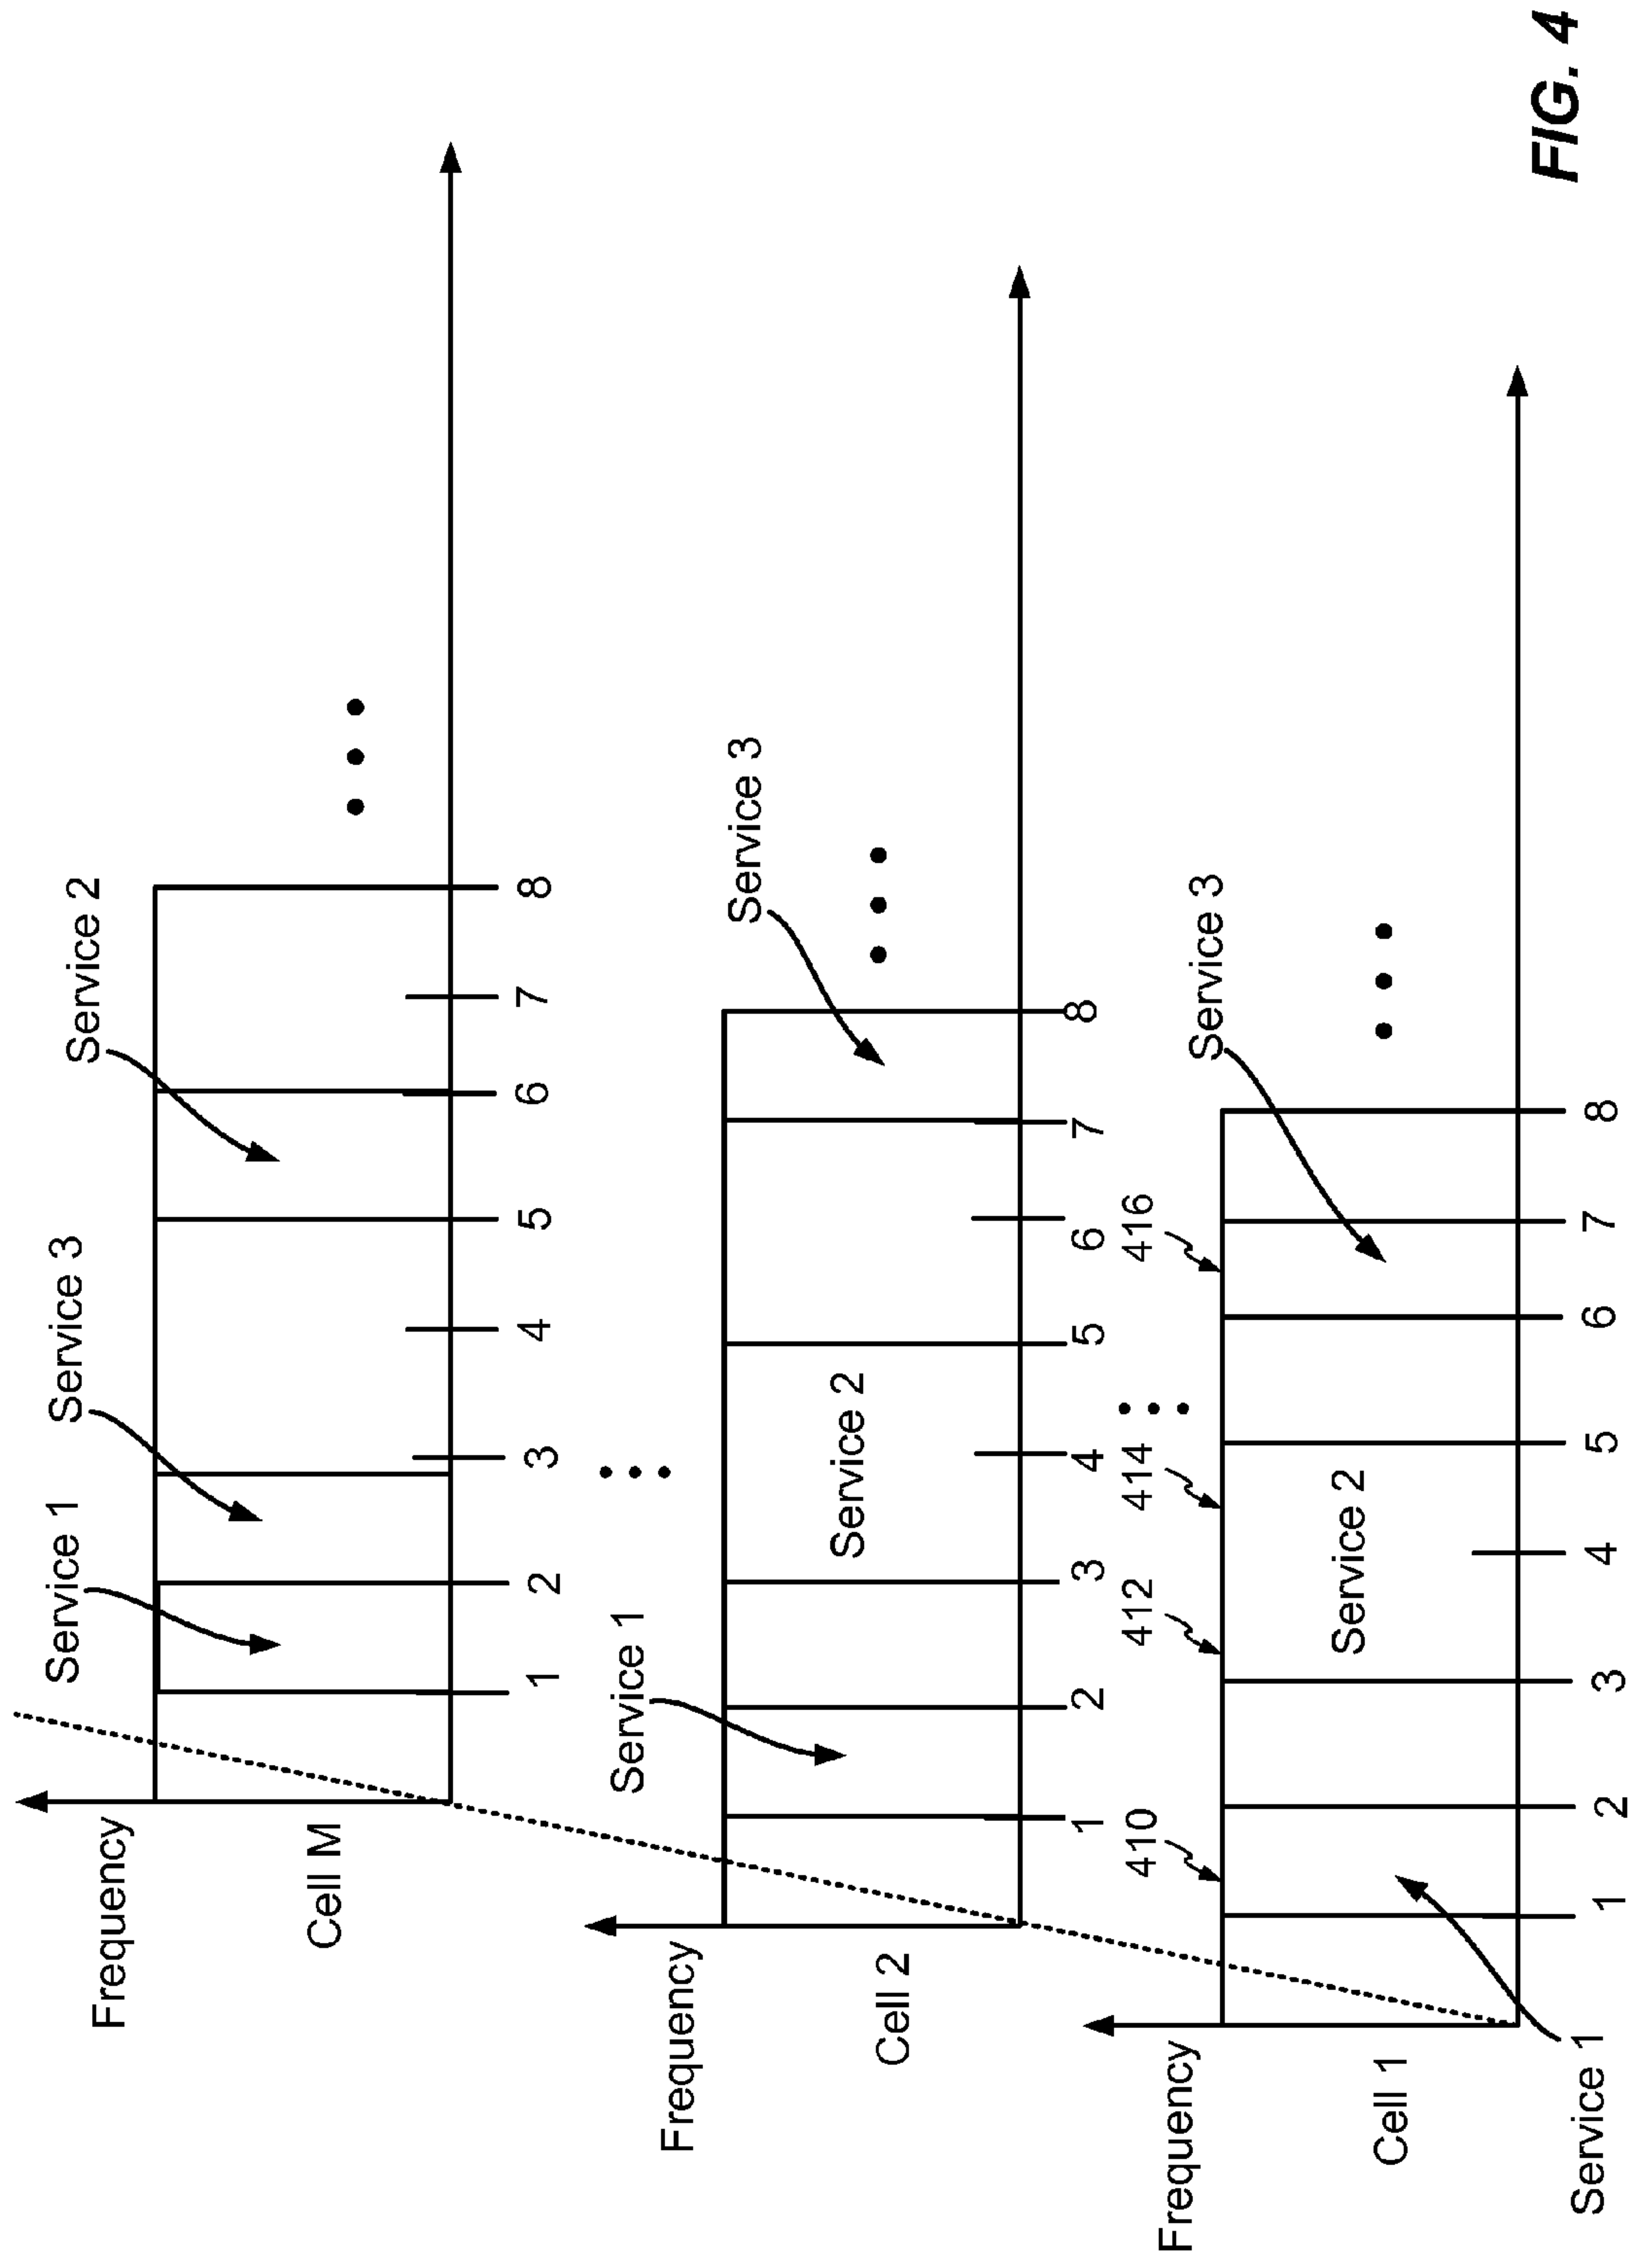 Service 1
Service 3
Service 2
Frequency
Cell M
1 2 3 4 5 6 7 8
Service 1
Service 3
Frequency
Cell 2
Service 2
1 2 3 4 5 6 7 8
410 412 414 416
Service 3
Frequency
Cell 1
Service 2
Service 1
1 2 3 4 5 6 7 8
FIG. 4